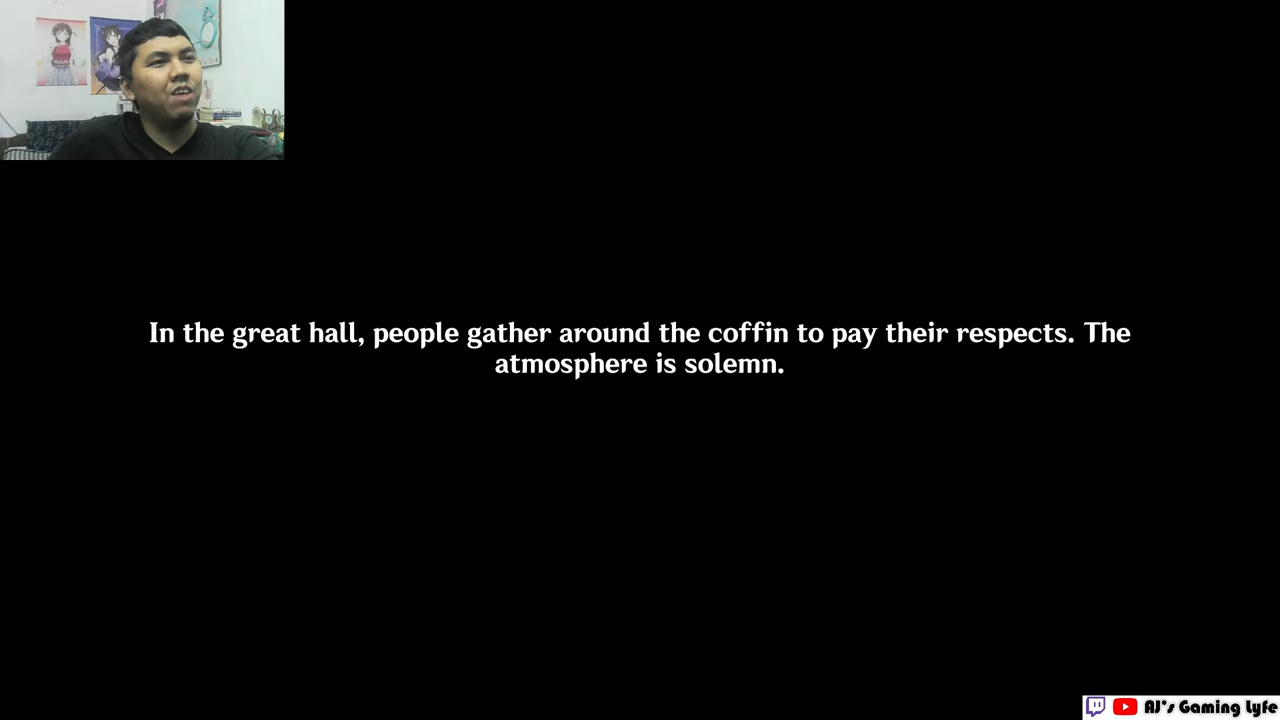 In the great hall, people gather around the coffin to pay their respects. The
atmosphere is solemn.
AJ's Gaming Lyfe